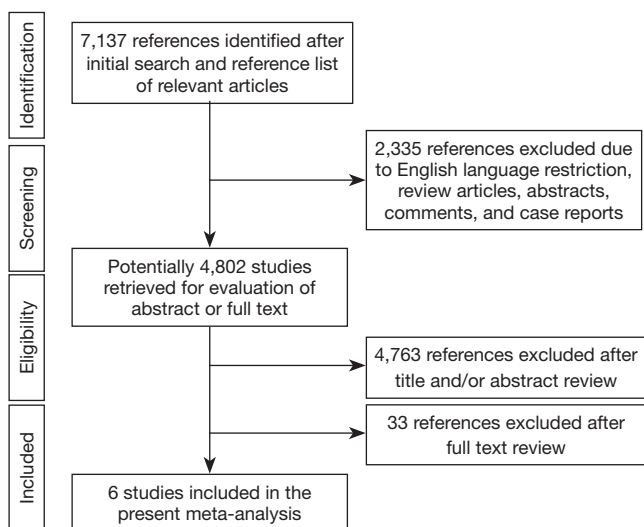 Identification
7,137 references identified after
initial search and reference list
of relevant articles
2,335 references excluded due
to English language restriction,
review articles, abstracts,
comments, and case reports
Screening
Potentially 4,802 studies
retrieved for evaluation of
abstract or full text
Eligibility
4,763 references excluded after
title and/or abstract review
33 references excluded after
full text review
Included
6 studies included in the
present meta-analysis